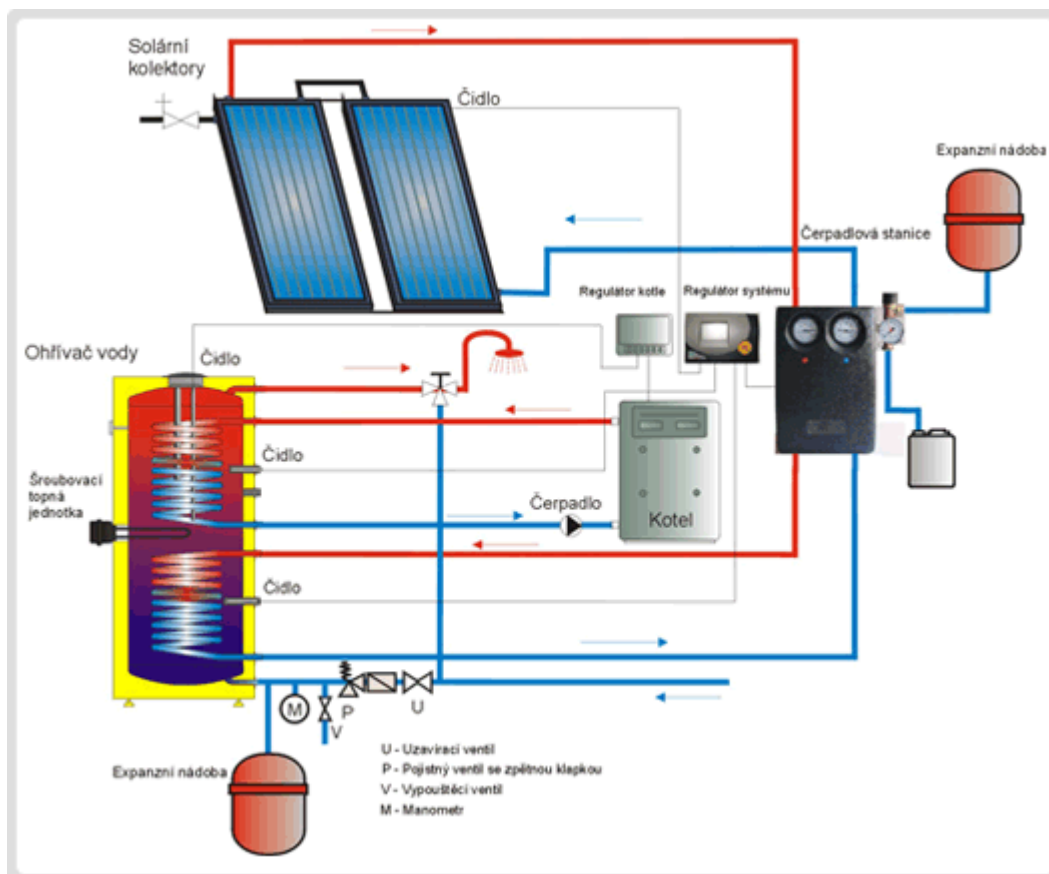 Solární
kolektory
Čidlo
Expanzní nádoba
Čerpadlová stanice
Regulátor kotle
Regulátor systému
Ohřívač vody
Čidlo
Čidlo
Šroubovací
topná
jednotka
Čerpadlo
Kotel
Čidlo
M
V
P
U
U - Uzavírací ventil
P - Pojistný ventil se zpětnou klapkou
V - Vypouštěcí ventil
M - Manometr
Expanzní nádoba